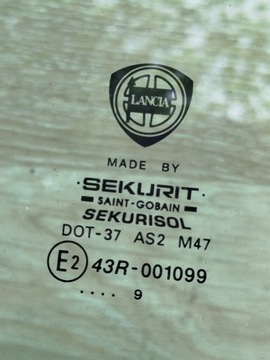 LANCIA
MADE BY
·SEKURIT·
SAINT-GOBAIN
SEKURISOL
DOT-37 AS2 M47
E2 43R-001099
.... 9